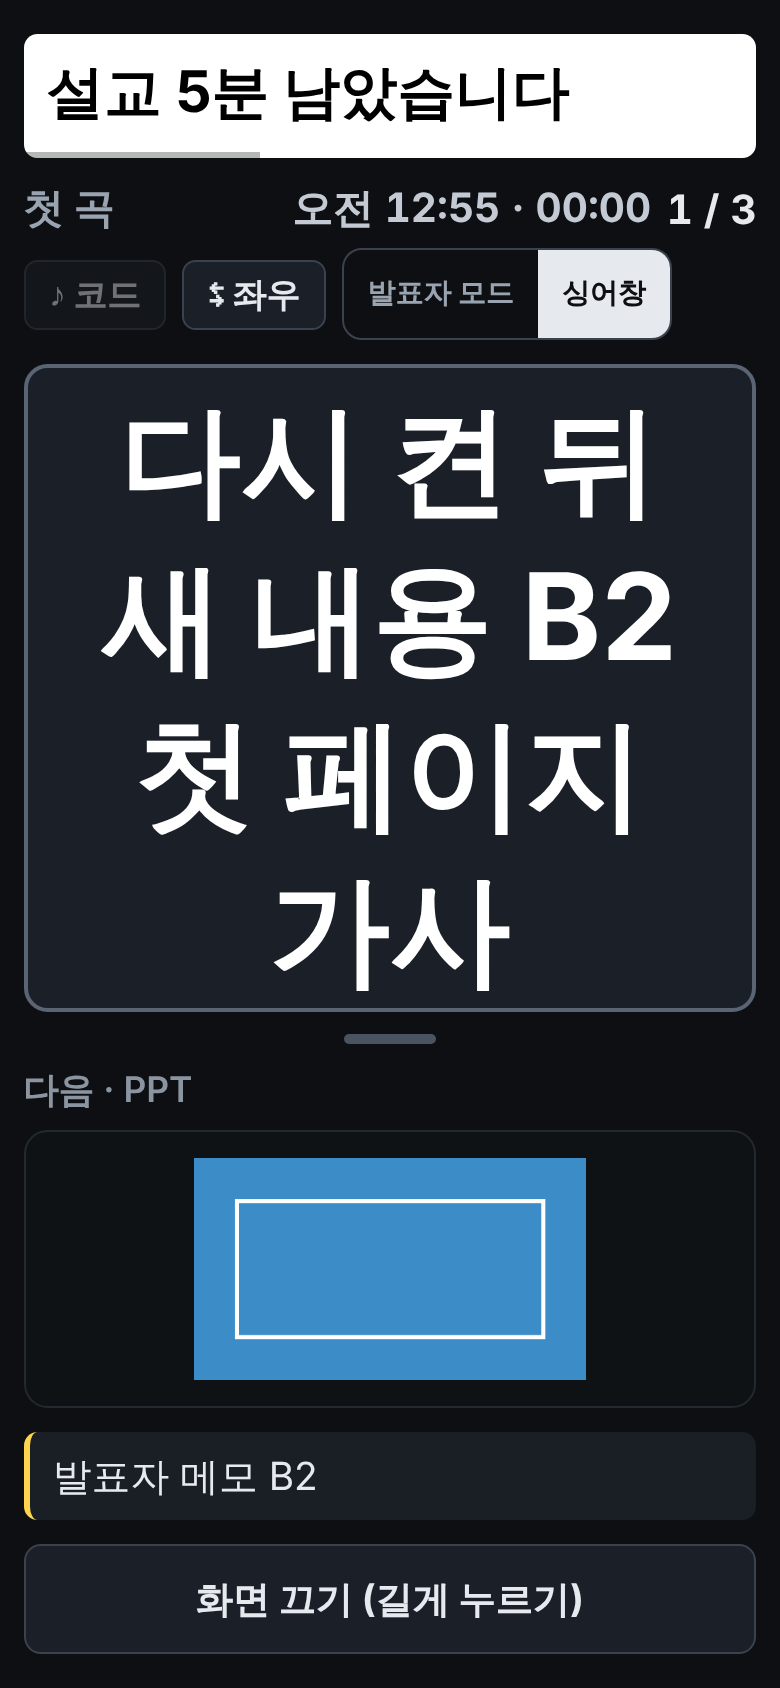 설교 5분 남았습니다
첫 곡 오전 12:55 · 00:00 1 / 3
♪ 코드 ⇆ 좌우 발표자 모드 싱어창
다시 켠 뒤
새 내용 B2
첫 페이지
가사
다음 · PPT
발표자 메모 B2
화면 끄기 (길게 누르기)